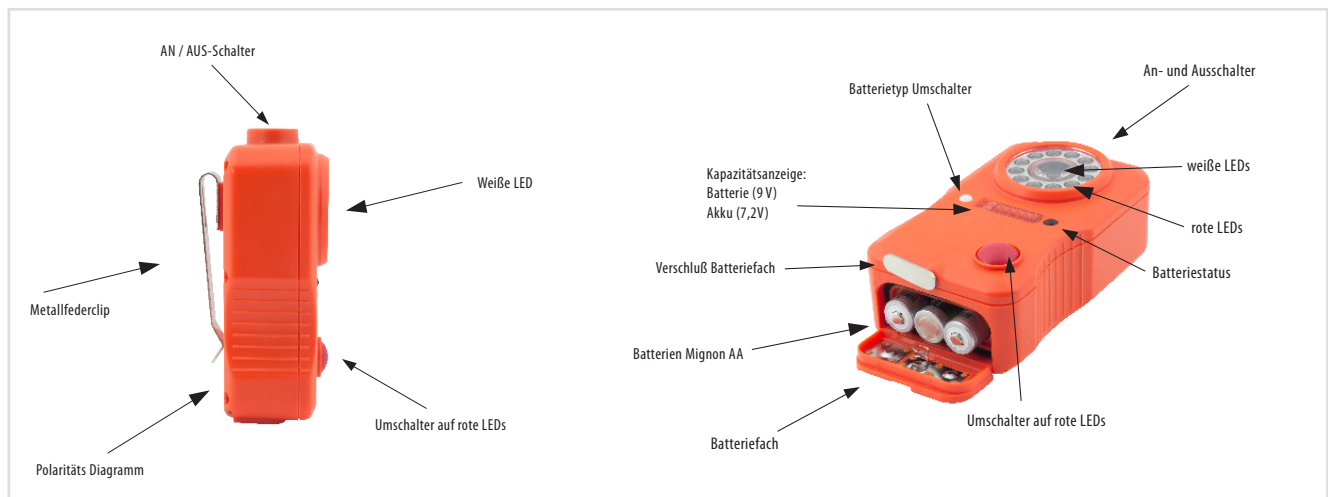 AN / AUS-Schalter
Weiße LED
Metallfederclip
Umschalter auf rote LEDs
Polaritäts Diagramm
An- und Ausschalter
Batterietyp Umschalter
weiße LEDs
Kapazitätsanzeige:
Batterie (9 V)
Akku (7,2V)
rote LEDs
Verschluß Batteriefach
Batteriestatus
Batterien Mignon AA
Umschalter auf rote LEDs
Batteriefach